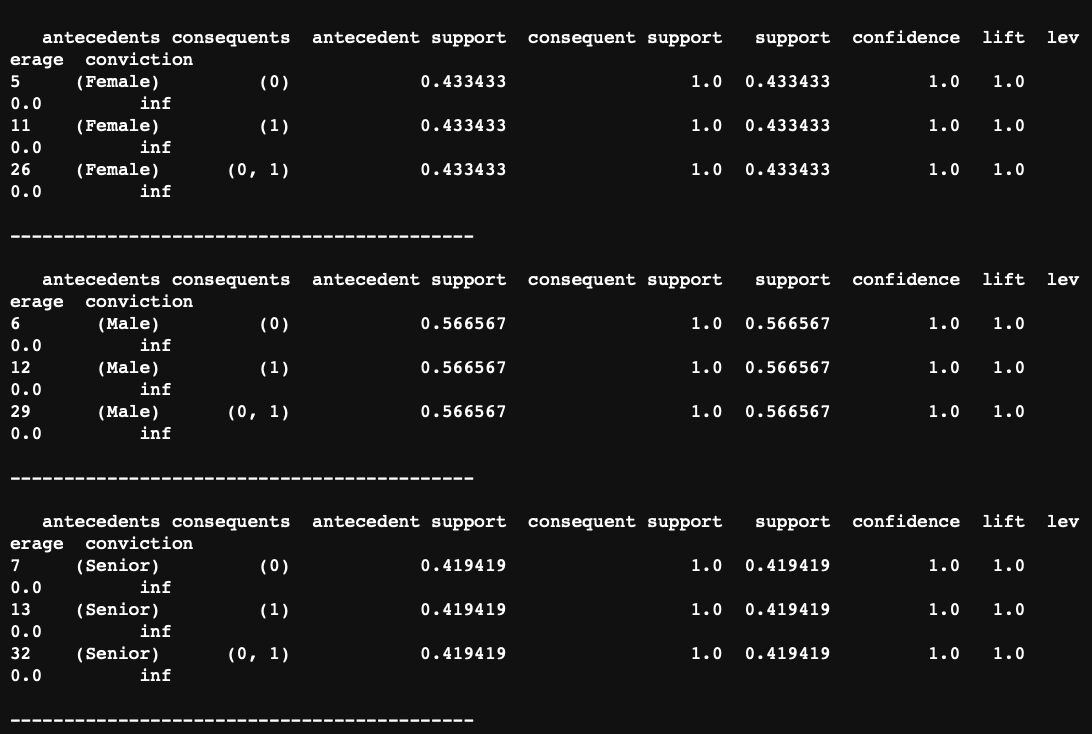 antecedents consequents  antecedent support  consequent support   support  confidence  lift  lev
erage  conviction
5     (Female)         (0)            0.433433                 1.0  0.433433         1.0   1.0
0.0         inf
11    (Female)         (1)            0.433433                 1.0  0.433433         1.0   1.0
0.0         inf
26    (Female)      (0, 1)            0.433433                 1.0  0.433433         1.0   1.0
0.0         inf
-------------------------------------------
antecedents consequents  antecedent support  consequent support   support  confidence  lift  lev
erage  conviction
6       (Male)         (0)            0.566567                 1.0  0.566567         1.0   1.0
0.0         inf
12      (Male)         (1)            0.566567                 1.0  0.566567         1.0   1.0
0.0         inf
29      (Male)      (0, 1)            0.566567                 1.0  0.566567         1.0   1.0
0.0         inf
-------------------------------------------
antecedents consequents  antecedent support  consequent support   support  confidence  lift  lev
erage  conviction
7     (Senior)         (0)            0.419419                 1.0  0.419419         1.0   1.0
0.0         inf
13    (Senior)         (1)            0.419419                 1.0  0.419419         1.0   1.0
0.0         inf
32    (Senior)      (0, 1)            0.419419                 1.0  0.419419         1.0   1.0
0.0         inf
-------------------------------------------